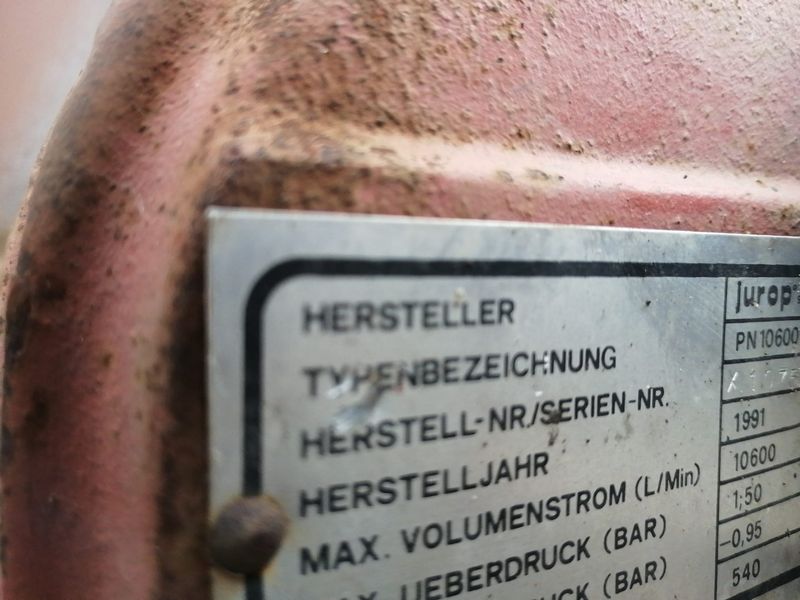 HERSTELLER jurop
TYPENBEZEICHNUNG PN 10600
HERSTELL-NR./SERIEN-NR.
HERSTELLJAHR 1991
MAX. VOLUMENSTROM (L/Min) 10600
UEBERDRUCK (BAR) 1,50
(BAR) -0,95
540